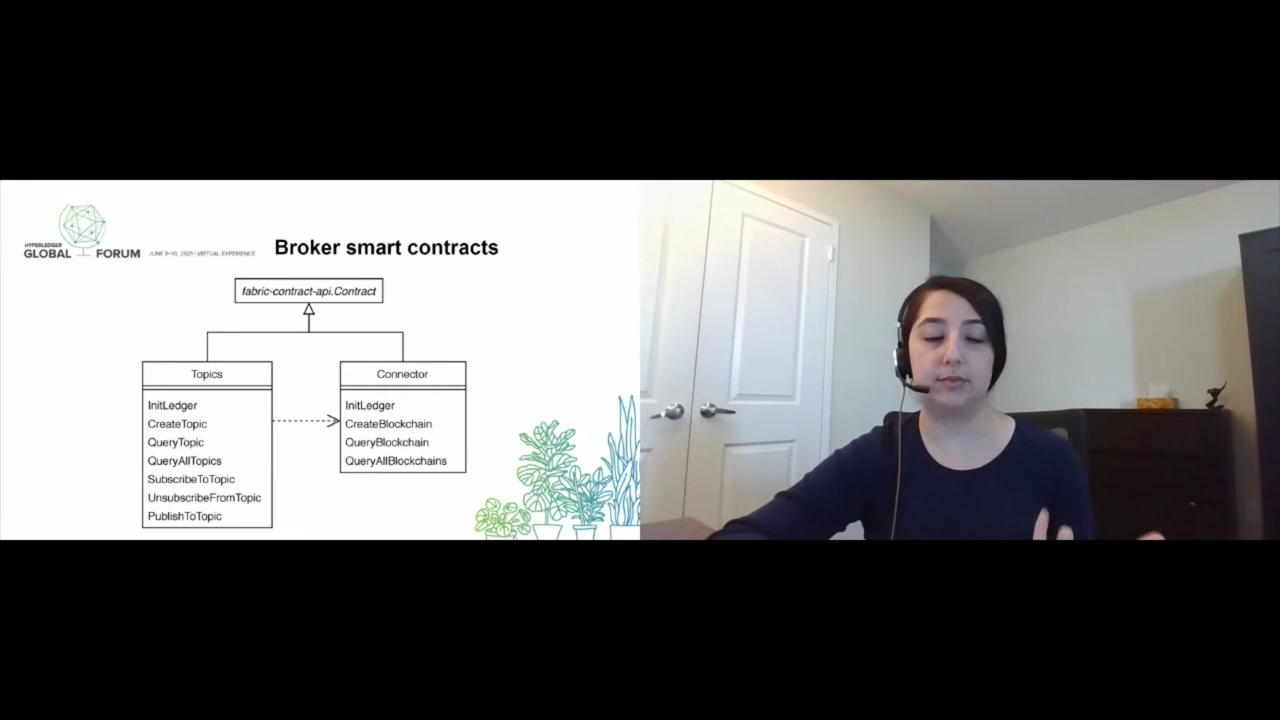 HYPERLEDGER
GLOBAL FORUM
JUNE 8-10, 2021 | VIRTUAL EXPERIENCE
Broker smart contracts
fabric-contract-api.Contract
Topics
InitLedger
CreateTopic
QueryTopic
QueryAllTopics
SubscribeToTopic
UnsubscribeFromTopic
PublishToTopic
Connector
InitLedger
CreateBlockchain
QueryBlockchain
QueryAllBlockchains